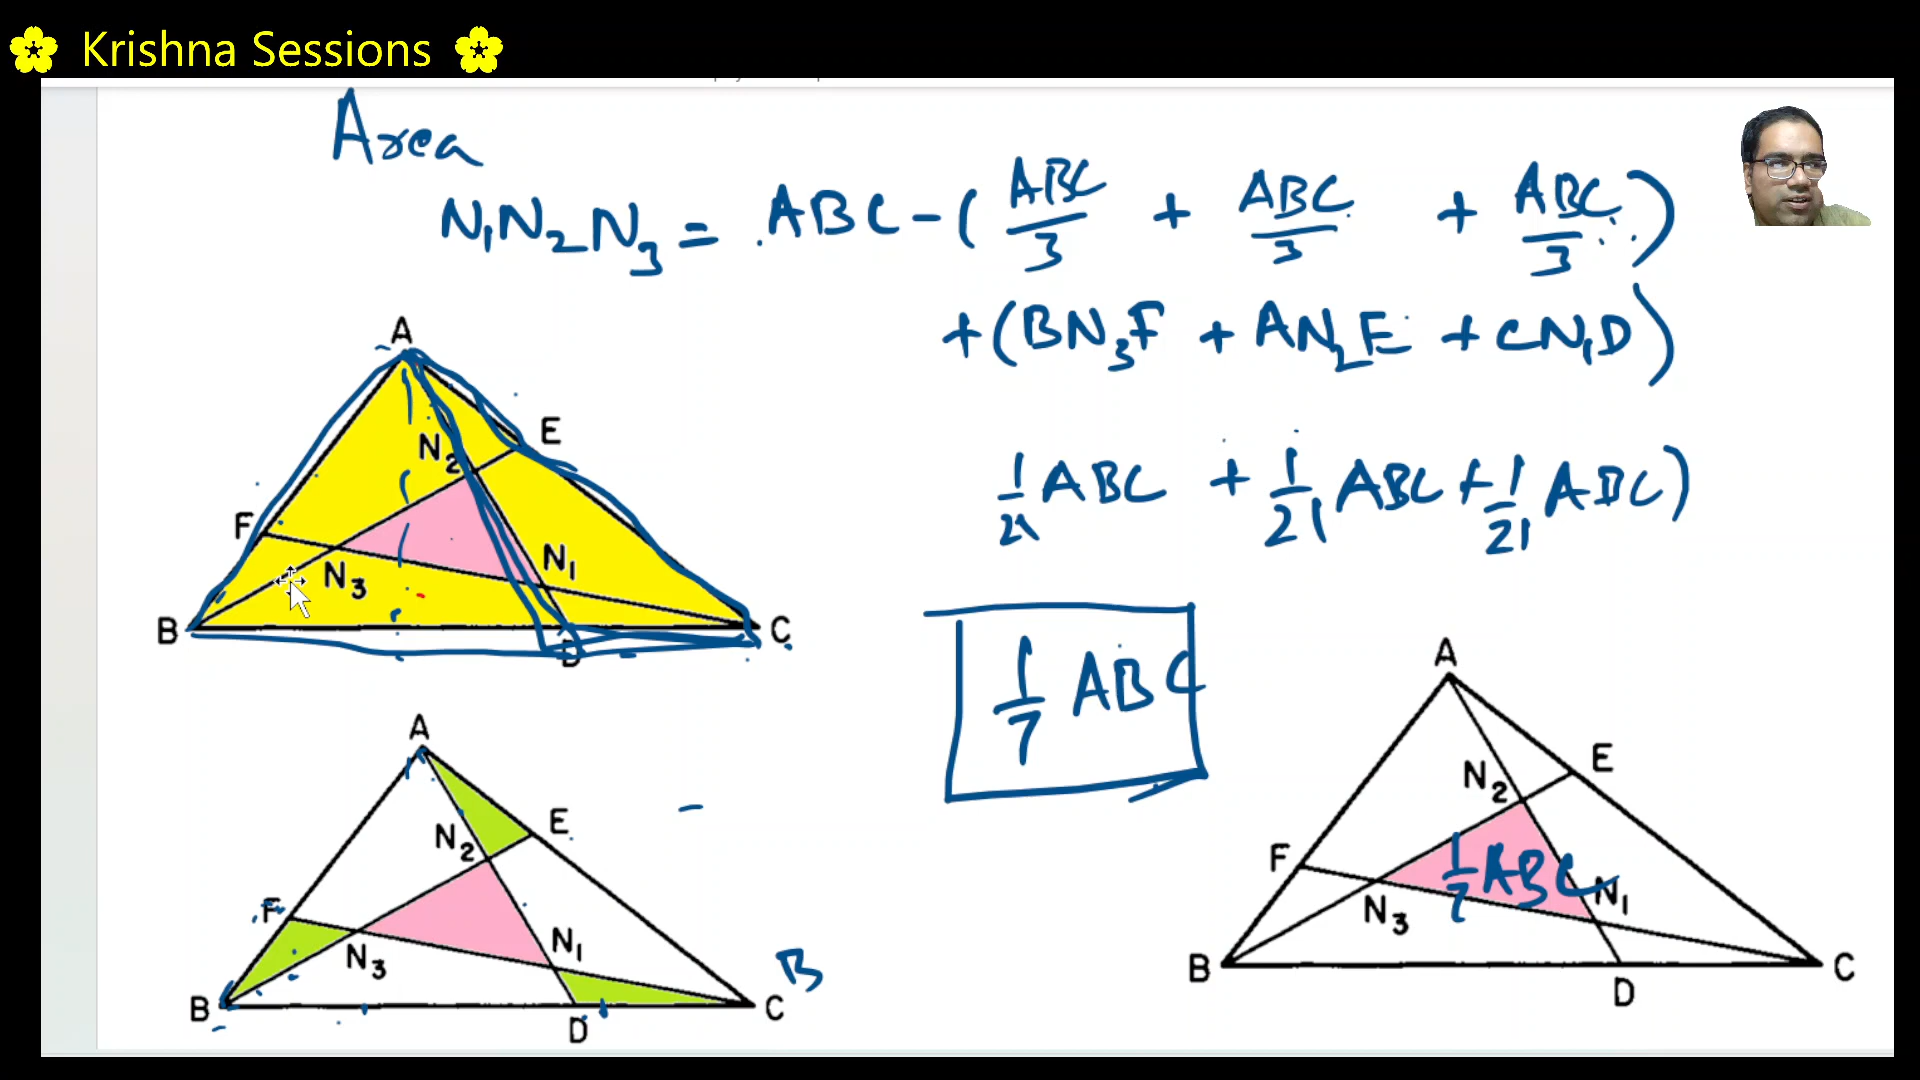 Krishna Sessions
Area
N₁N₂N₃ = ABC - (ABC/3 + ABC/3 + ABC/3)
+ (BN₃F + AN₂E + CN₁D)
1/21 ABC + 1/21 ABC + 1/21 ABC)
1/7 ABC
A
E
N₂
F
N₁
N₃
B
D
C
A
E
N₂
F
N₁
N₃
B
B
C
D
A
E
N₂
F
1/7 ABC
N₁
N₃
B
C
D